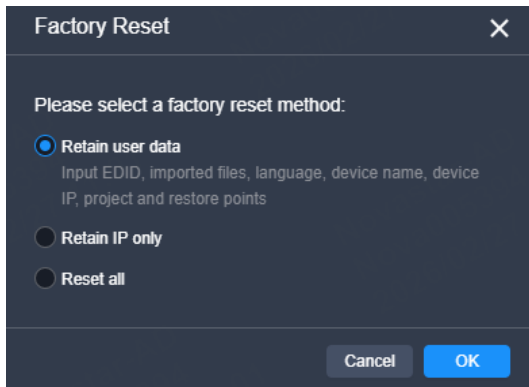 Factory Reset
Please select a factory reset method:
Retain user data
Input EDID, imported files, language, device name, device
IP, project and restore points
Retain IP only
Reset all
Cancel OK